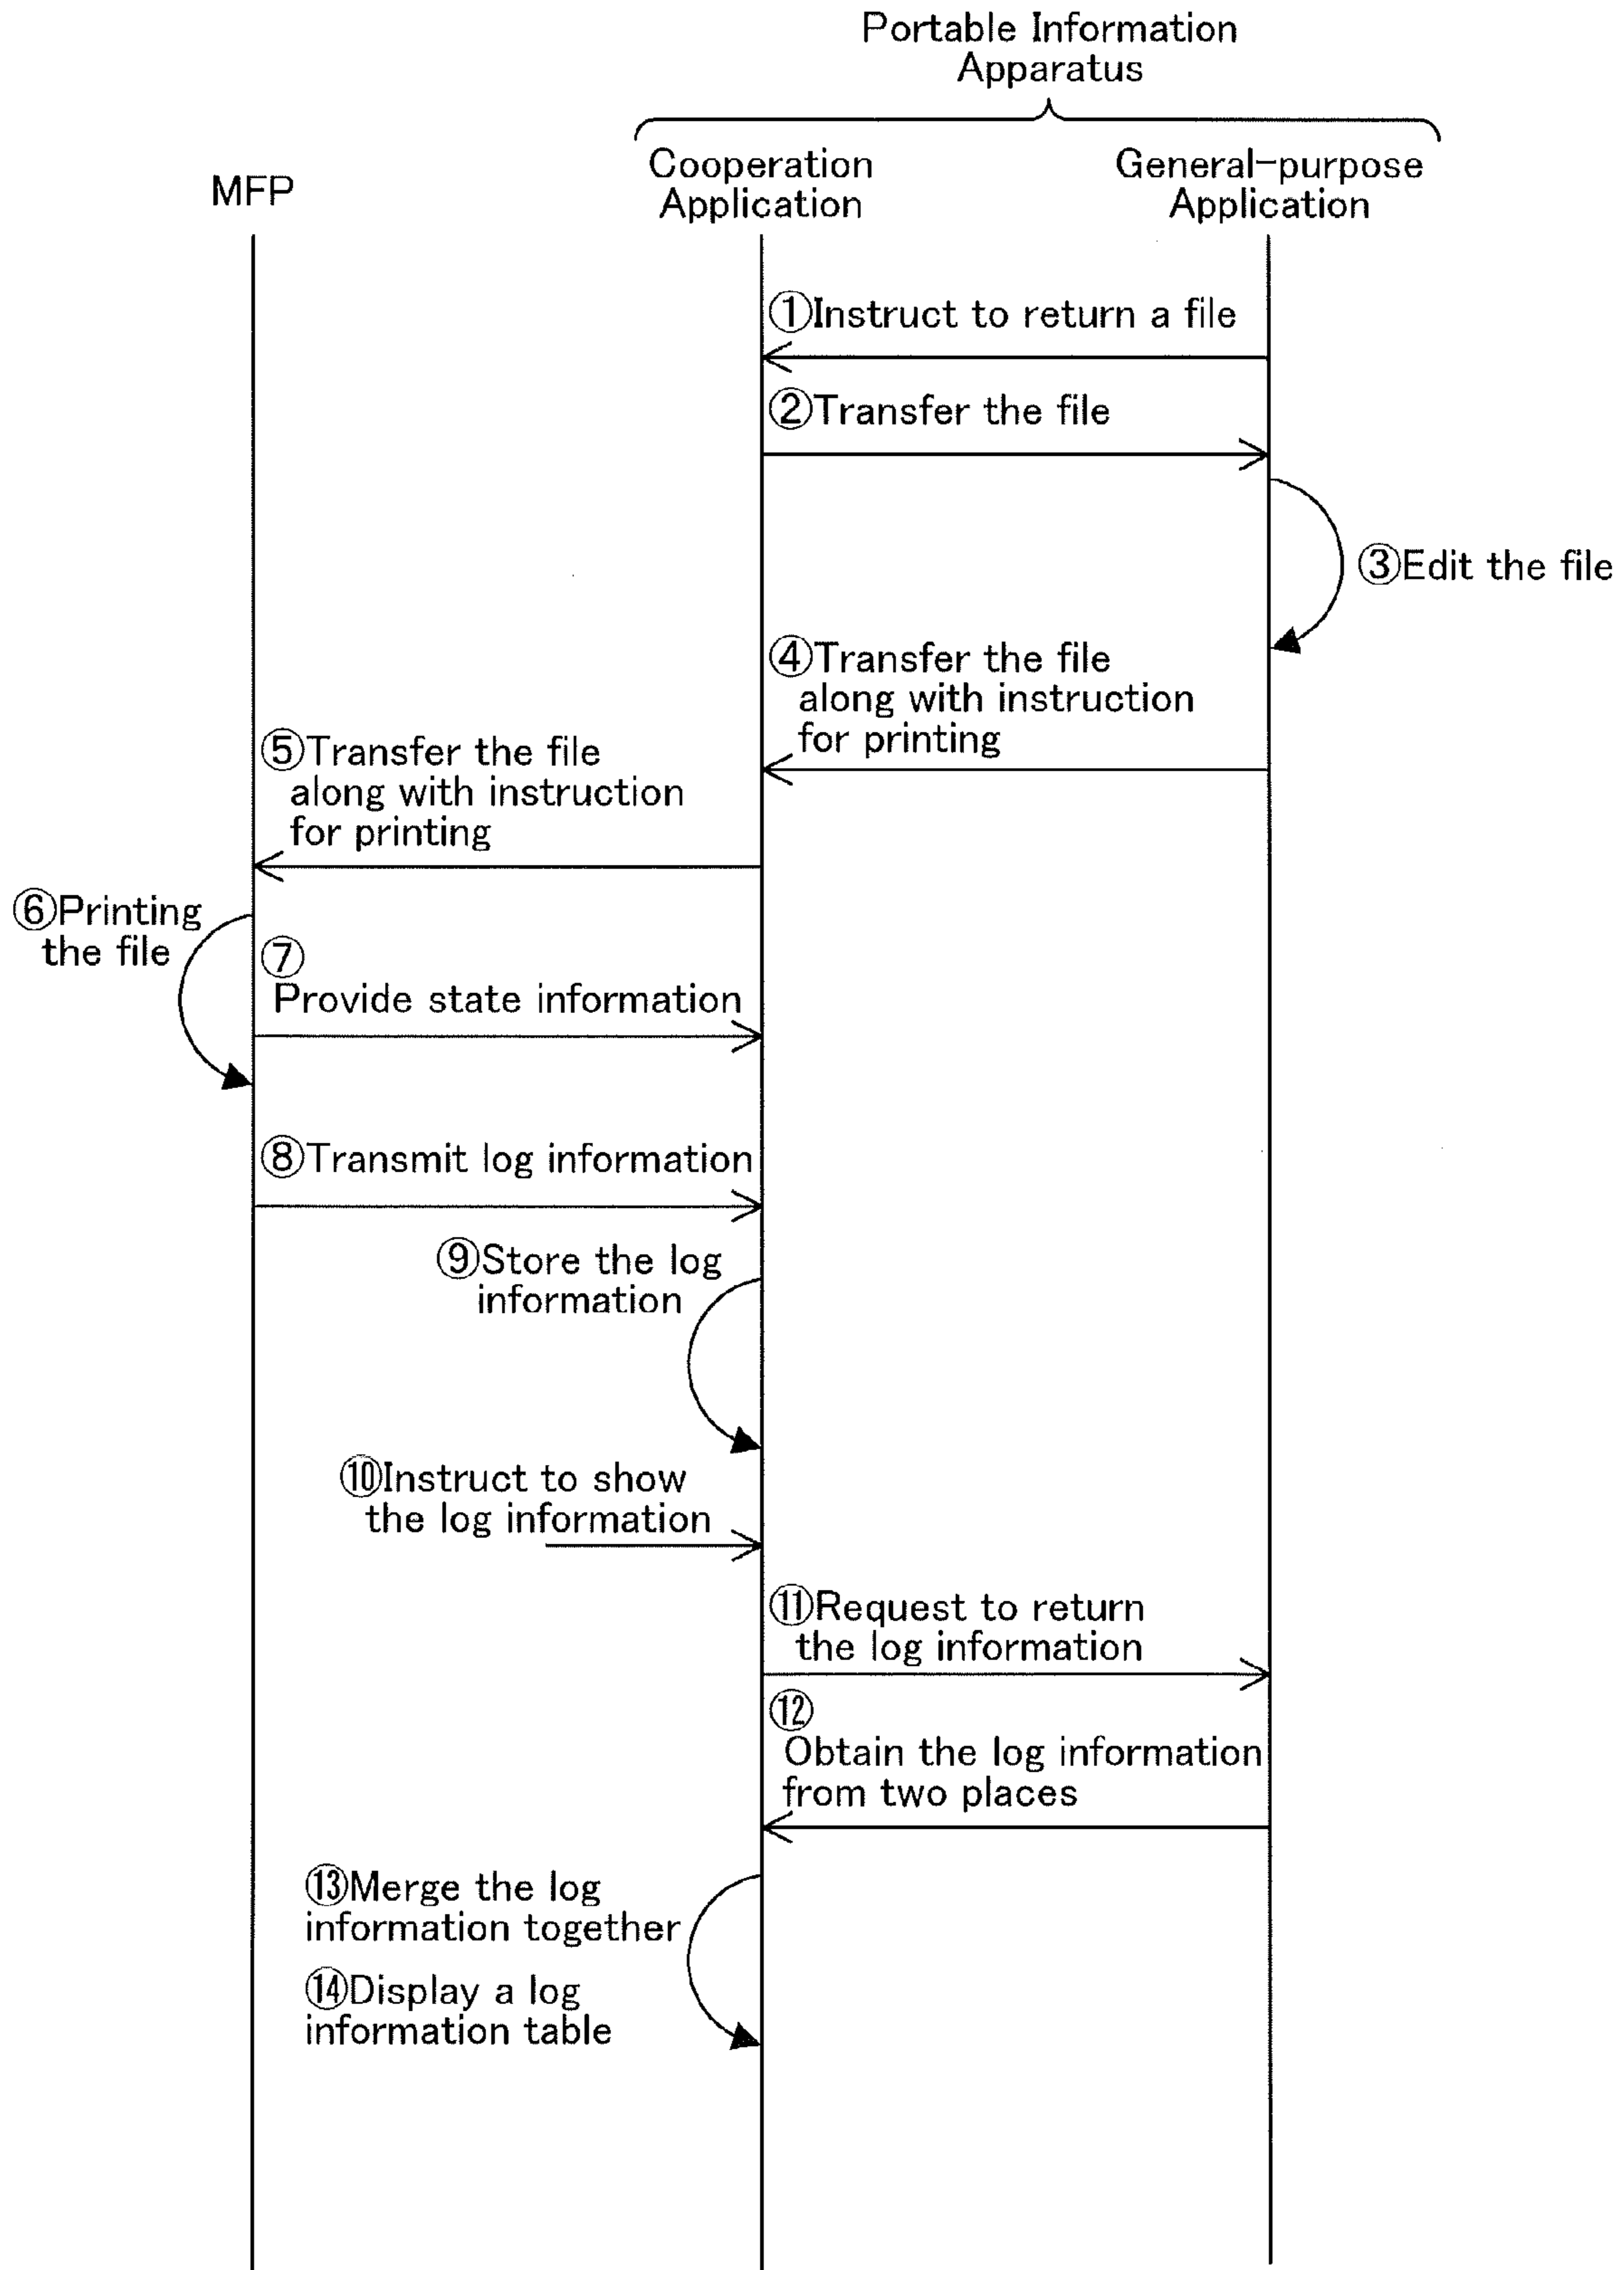 Portable Information
Apparatus
MFP
Cooperation
Application
General-purpose
Application
①Instruct to return a file
②Transfer the file
③Edit the file
④Transfer the file
along with instruction
for printing
⑤Transfer the file
along with instruction
for printing
⑥Printing
the file
⑦
Provide state information
⑧Transmit log information
⑨Store the log
information
⑩Instruct to show
the log information
⑪Request to return
the log information
⑫
Obtain the log information
from two places
⑬Merge the log
information together
⑭Display a log
information table